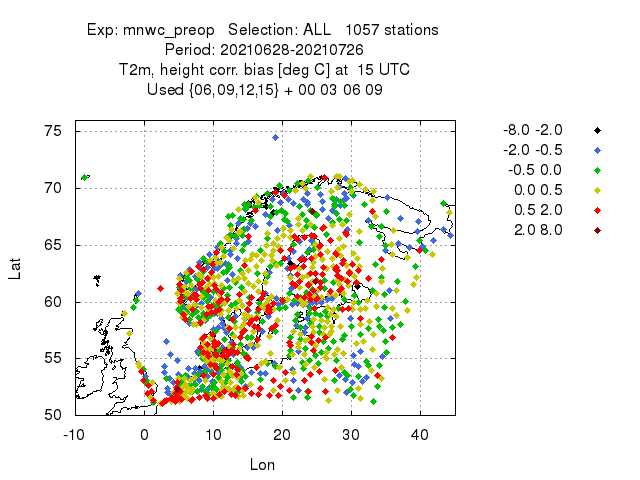 Exp: mnwc_preop   Selection: ALL   1057 stations
Period: 20210628-20210726
T2m, height corr. bias [deg C] at  15 UTC
Used {06,09,12,15} + 00 03 06 09
-8.0 -2.0
-2.0 -0.5
-0.5 0.0
0.0 0.5
0.5 2.0
2.0 8.0
75
70
65
60
55
50
Lat
-10 0 10 20 30 40
Lon